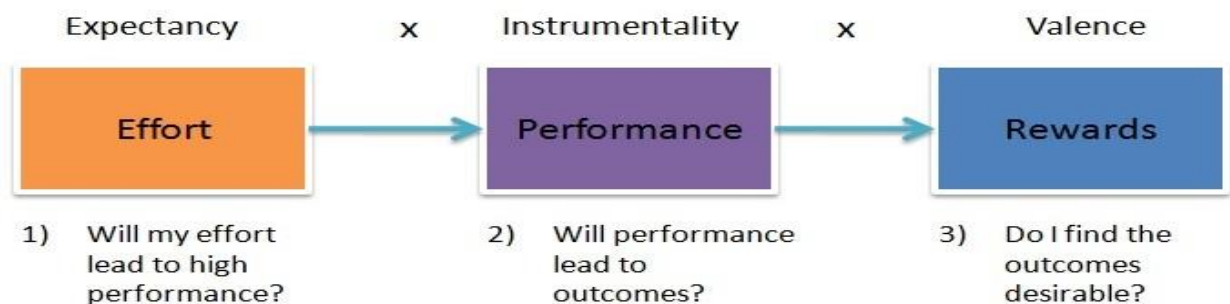 Expectancy x Instrumentality x Valence
Effort Performance Rewards
1) Will my effort
lead to high
performance?
2) Will performance
lead to
outcomes?
3) Do I find the
outcomes
desirable?